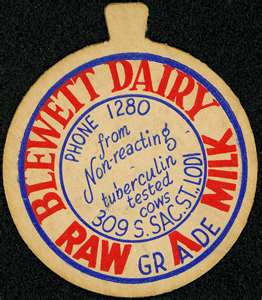 BLEWETT DAIRY
PHONE 1280
from
Non-reacting
tuberculin
tested
cows
309 S. SAC. ST., LODI
RAW GRADE MILK
A